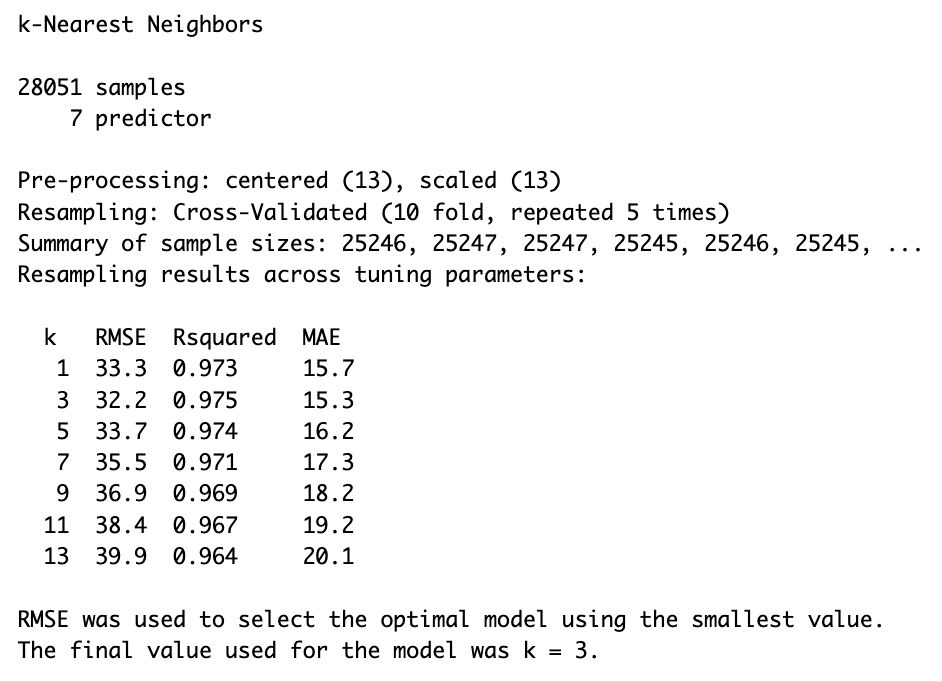 k-Nearest Neighbors
28051 samples
7 predictor
Pre-processing: centered (13), scaled (13)
Resampling: Cross-Validated (10 fold, repeated 5 times)
Summary of sample sizes: 25246, 25247, 25247, 25245, 25246, 25245, ...
Resampling results across tuning parameters:
k RMSE Rsquared MAE
1 33.3 0.973 15.7
3 32.2 0.975 15.3
5 33.7 0.974 16.2
7 35.5 0.971 17.3
9 36.9 0.969 18.2
11 38.4 0.967 19.2
13 39.9 0.964 20.1
RMSE was used to select the optimal model using the smallest value.
The final value used for the model was k = 3.